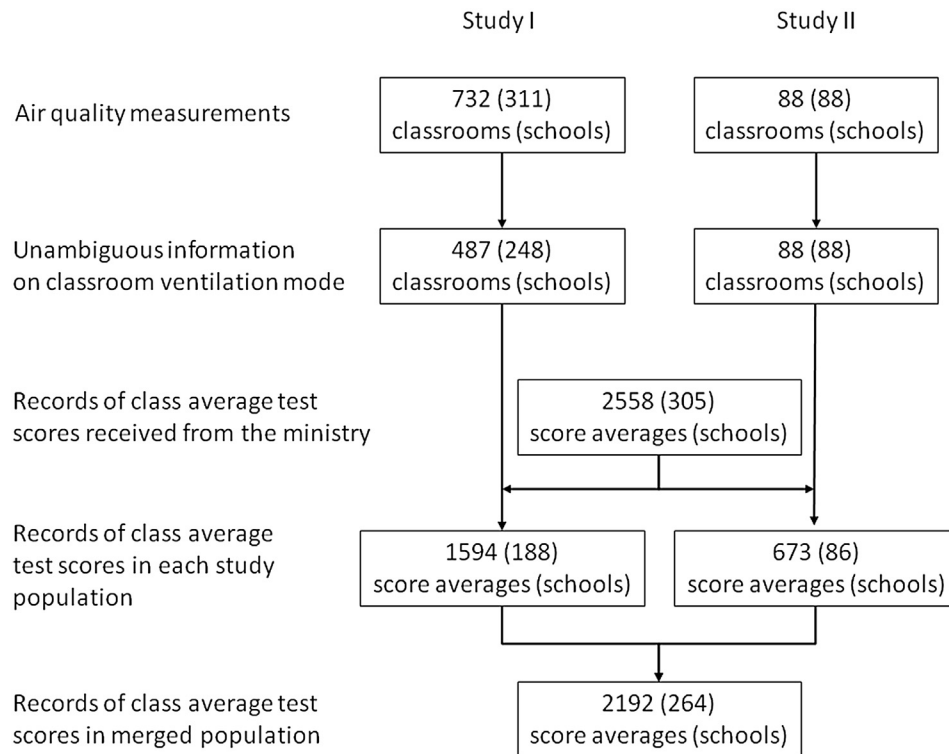 Study I
Study II
Air quality measurements
732 (311)
classrooms (schools)
88 (88)
classrooms (schools)
Unambiguous information
on classroom ventilation mode
487 (248)
classrooms (schools)
88 (88)
classrooms (schools)
Records of class average test
scores received from the ministry
2558 (305)
score averages (schools)
Records of class average
test scores in each study
population
1594 (188)
score averages (schools)
673 (86)
score averages (schools)
Records of class average test
scores in merged population
2192 (264)
score averages (schools)